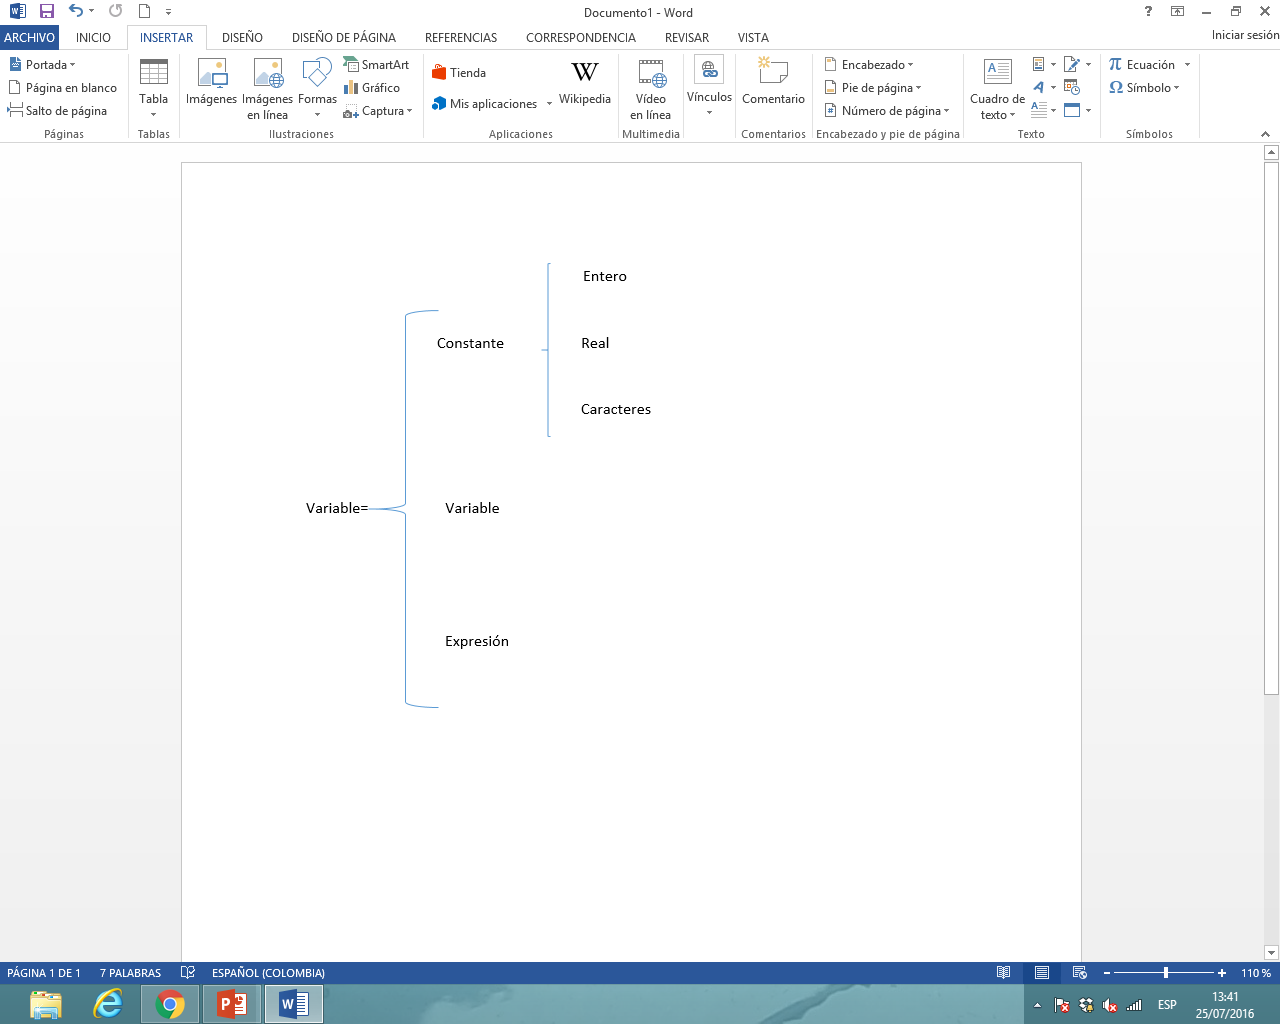 Documento1 - Word
ARCHIVO INICIO INSERTAR DISEÑO DISEÑO DE PÁGINA REFERENCIAS CORRESPONDENCIA REVISAR VISTA Iniciar sesión
Portada
Página en blanco
Salto de página
Páginas
Tabla
Tablas
Imágenes
Imágenes
en línea
Formas
SmartArt
Gráfico
Captura
Ilustraciones
Tienda
Mis aplicaciones
W
Wikipedia
Aplicaciones
Vídeo
en línea
Multimedia
Vínculos
Comentario
Comentarios
Encabezado
Pie de página
Número de página
Encabezado y pie de página
Cuadro de
texto
Texto
Ecuación
Símbolo
Símbolos
Entero
Constante Real
Caracteres
Variable= Variable
Expresión
PÁGINA 1 DE 1 7 PALABRAS ESPAÑOL (COLOMBIA) 110 %
ESP
13:41
25/07/2016